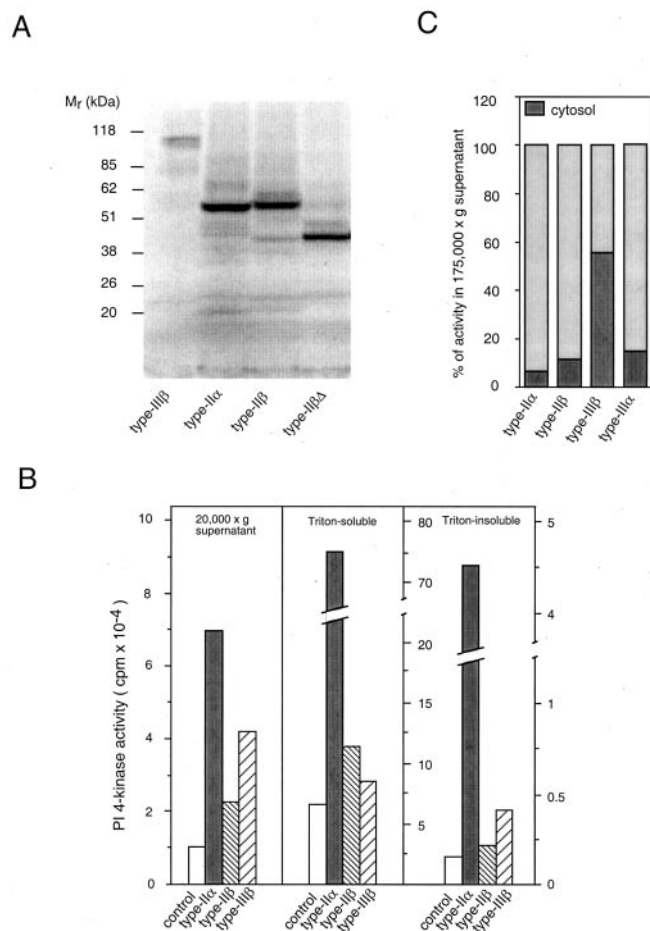 A
Mr (kDa)
118
85
62
51
38
26
20
type-IIIβ
type-IIα
type-IIβ
type-IIβΔ
C
% of activity in 175,000 x g supernatant
120
100
80
60
40
20
0
cytosol
type-IIα
type-IIβ
type-IIIβ
type-IIIα
B
PI 4-kinase activity ( cpm x 10-4)
10
8
6
4
2
0
20,000 x g
supernatant
control
type-IIα
type-IIβ
type-IIIβ
Triton-soluble
80
70
20
15
10
5
control
type-IIα
type-IIβ
type-IIIβ
Triton-insoluble
5
4
1
0.5
0
control
type-IIα
type-IIβ
type-IIIβ